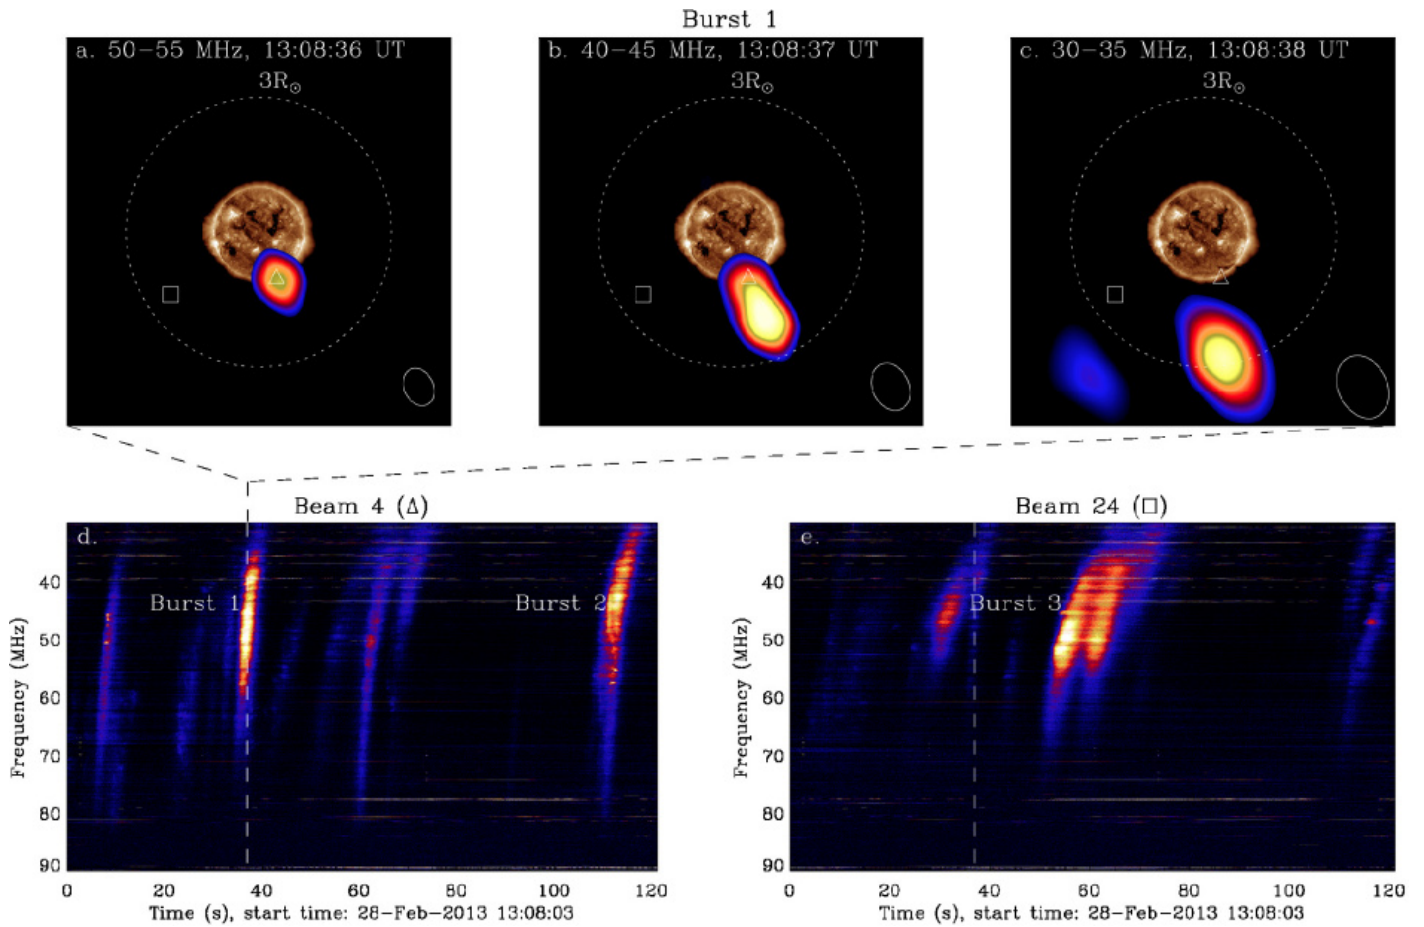 Burst 1
a. 50−55 MHz, 13:08:36 UT
3R⊙
b. 40−45 MHz, 13:08:37 UT
3R⊙
c. 30−35 MHz, 13:08:38 UT
3R⊙
Beam 4 (Δ)
d.
Burst 1
Burst 2
Frequency (MHz)
40
50
60
70
80
90
0 20 40 60 80 100 120
Time (s), start time: 28−Feb−2013 13:08:03
Beam 24 (□)
e.
Burst 3
Frequency (MHz)
40
50
60
70
80
90
0 20 40 60 80 100 120
Time (s), start time: 28−Feb−2013 13:08:03